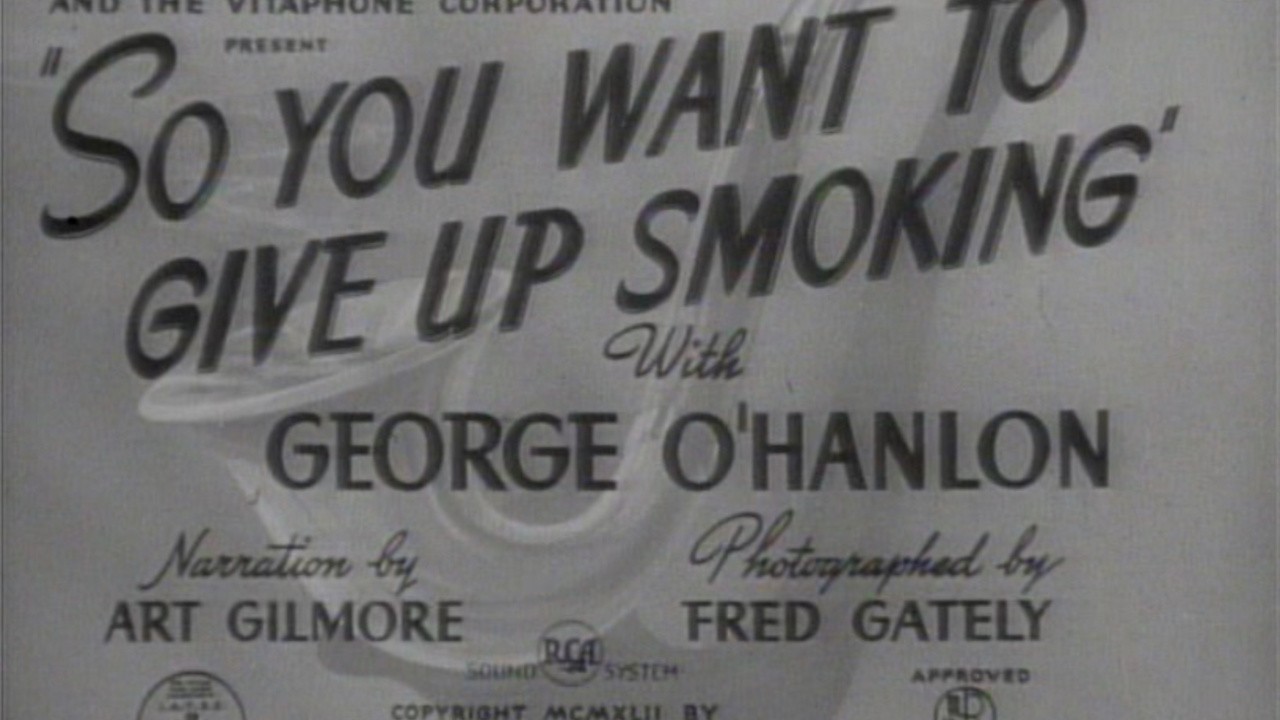 AND THE VITAPHONE CORPORATION
PRESENT
"SO YOU WANT TO
GIVE UP SMOKING"
With
GEORGE O'HANLON
Narration by
ART GILMORE
Photographed by
FRED GATELY
RCA
SOUND SYSTEM
APPROVED
COPYRIGHT MCMXLII BY